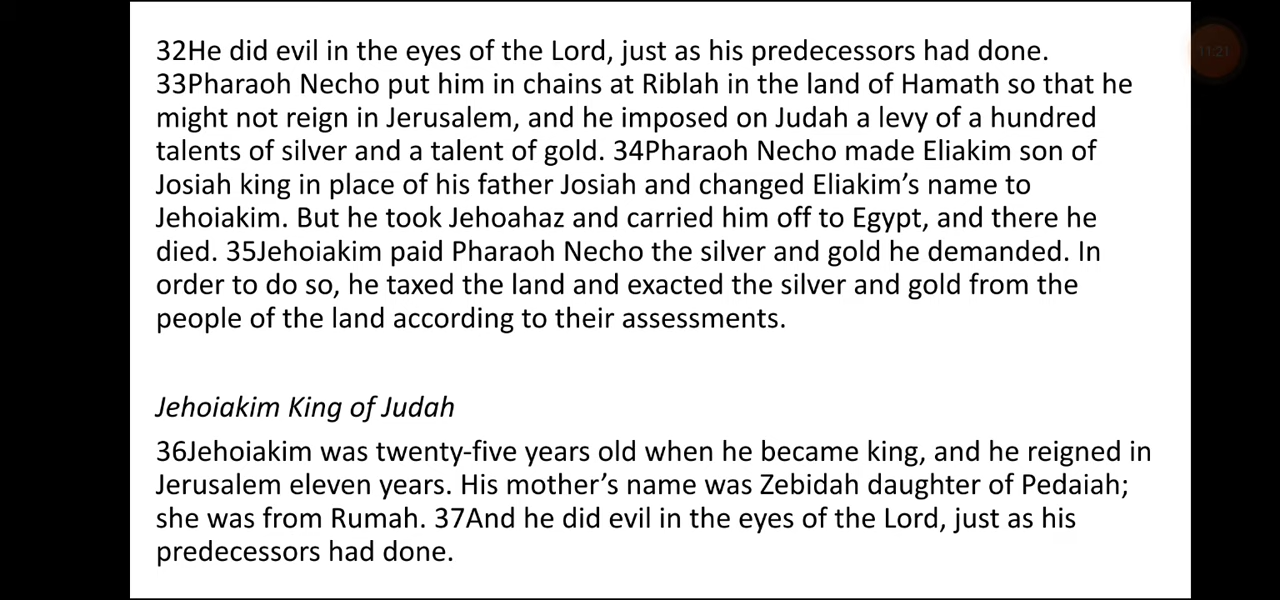 32He did evil in the eyes of the Lord, just as his predecessors had done.
33Pharaoh Necho put him in chains at Riblah in the land of Hamath so that he
might not reign in Jerusalem, and he imposed on Judah a levy of a hundred
talents of silver and a talent of gold. 34Pharaoh Necho made Eliakim son of
Josiah king in place of his father Josiah and changed Eliakim’s name to
Jehoiakim. But he took Jehoahaz and carried him off to Egypt, and there he
died. 35Jehoiakim paid Pharaoh Necho the silver and gold he demanded. In
order to do so, he taxed the land and exacted the silver and gold from the
people of the land according to their assessments.
Jehoiakim King of Judah
36Jehoiakim was twenty-five years old when he became king, and he reigned in
Jerusalem eleven years. His mother’s name was Zebidah daughter of Pedaiah;
she was from Rumah. 37And he did evil in the eyes of the Lord, just as his
predecessors had done.
11:21